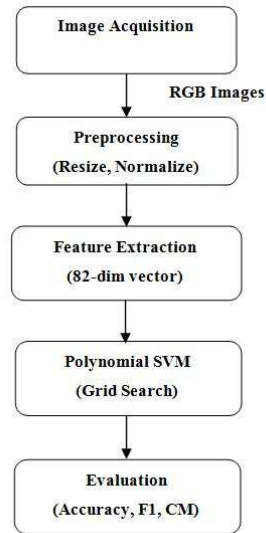 Image Acquisition
RGB Images
Preprocessing
(Resize, Normalize)
Feature Extraction
(82-dim vector)
Polynomial SVM
(Grid Search)
Evaluation
(Accuracy, F1, CM)